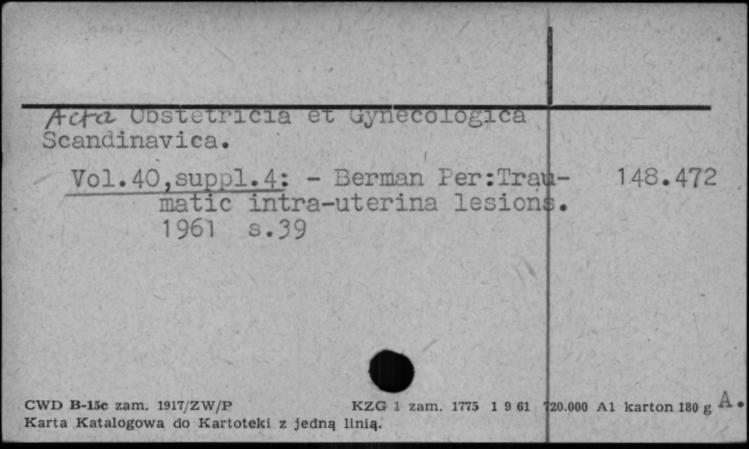 Acta Obstetricia et Gynecologica
Scandinavica.
Vol.40,suppl.4: - Berman Per:Trau- 148.472
matic intra-uterina lesions.
1961 s.39
CWD B-15c zam. 1917/ZW/P KZG 1 zam. 1775 1 9 61 720.000 A1 karton 180 g A.
Karta Katalogowa do Kartoteki z jedną linią.